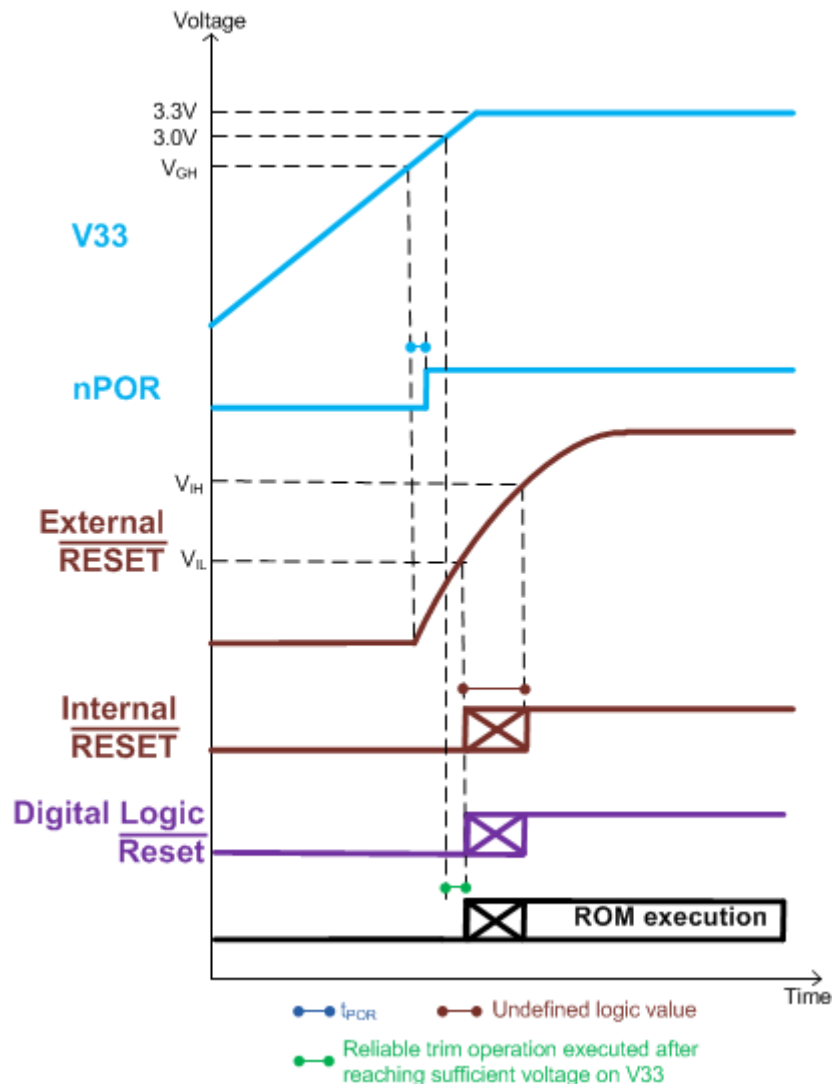 Voltage
3.3V
3.0V
VGH
V33
nPOR
VIH
External
RESET
VIL
Internal
RESET
Digital Logic
Reset
ROM execution
Time
tPOR
Undefined logic value
Reliable trim operation executed after
reaching sufficient voltage on V33